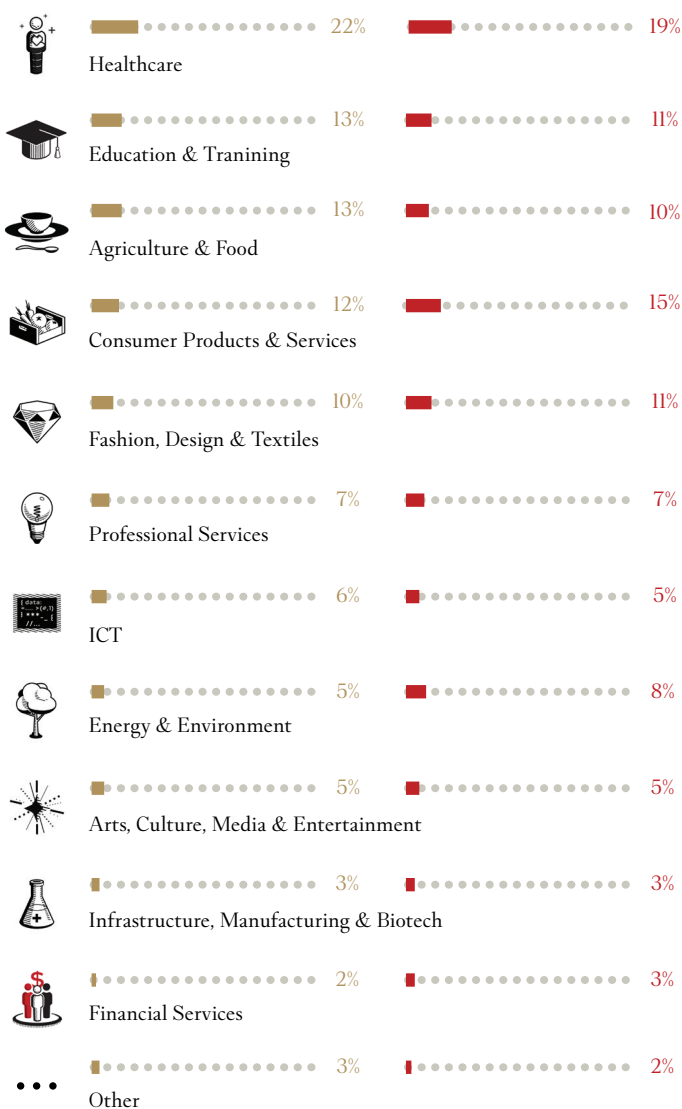 22% 19%
Healthcare
13% 11%
Education & Tranining
13% 10%
Agriculture & Food
12% 15%
Consumer Products & Services
10% 11%
Fashion, Design & Textiles
7% 7%
Professional Services
{ data:
6% 5%
ICT
5% 8%
Energy & Environment
5% 5%
Arts, Culture, Media & Entertainment
3% 3%
Infrastructure, Manufacturing & Biotech
$
2% 3%
Financial Services
3% 2%
Other